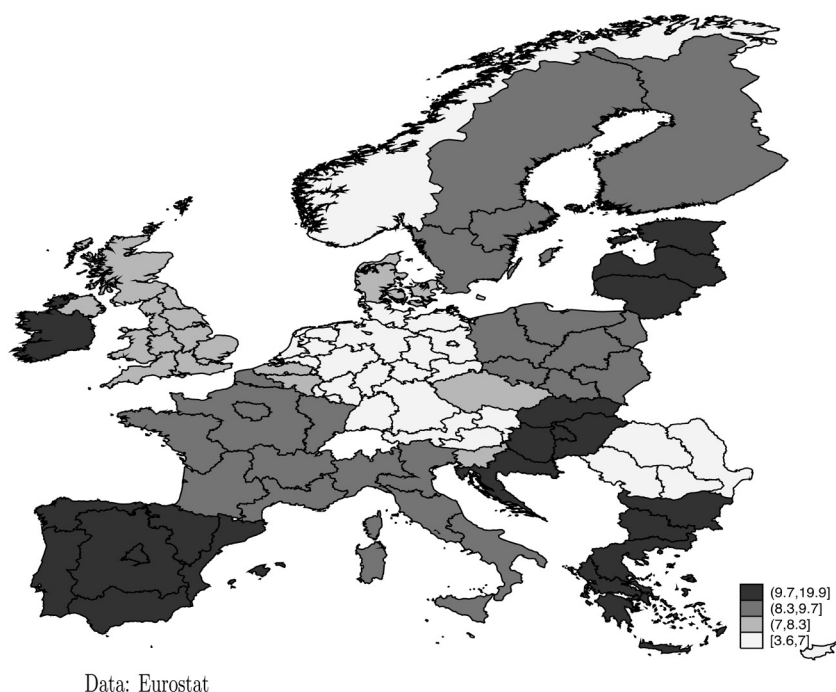 (9.7,19.9]
(8.3,9.7]
(7,8.3]
[3.6,7]
Data: Eurostat